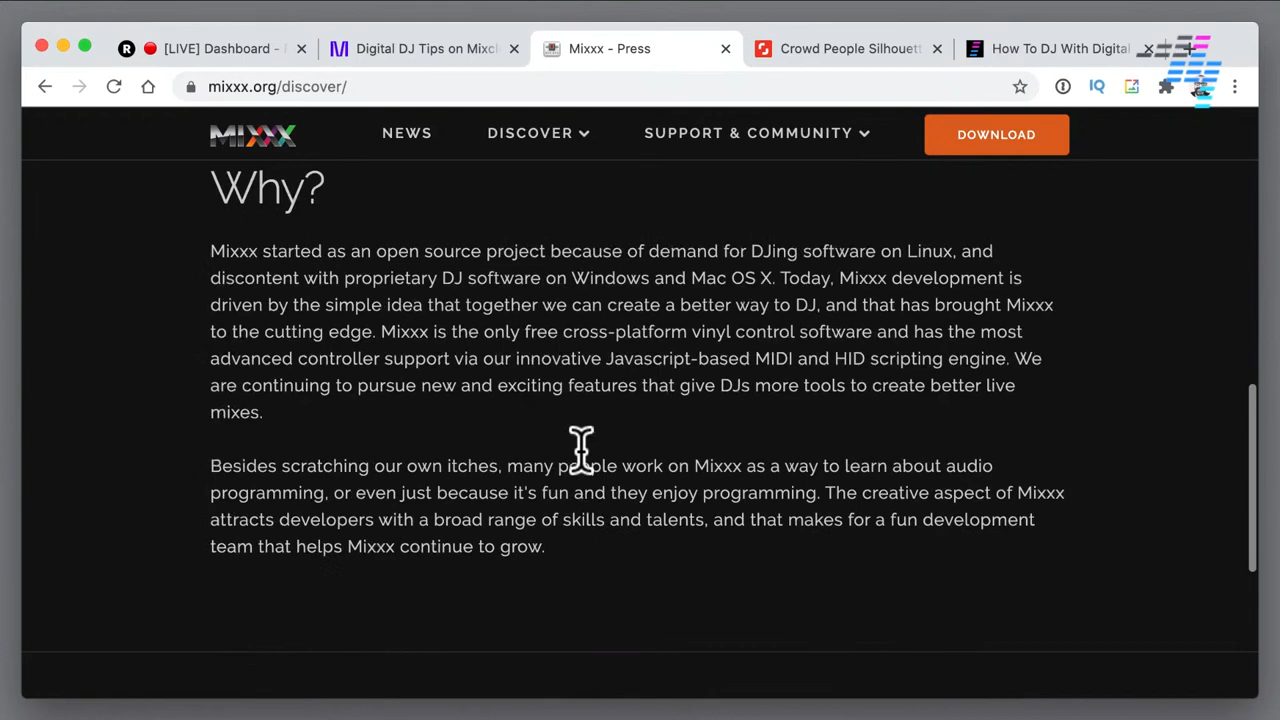 [LIVE] Dashboard -
Digital DJ Tips on Mixcl
Mixxx - Press
Crowd People Silhouett
How To DJ With Digital
mixxx.org/discover/
IQ
MIXXX
NEWS
DISCOVER
SUPPORT & COMMUNITY
DOWNLOAD
Why?
Mixxx started as an open source project because of demand for DJing software on Linux, and
discontent with proprietary DJ software on Windows and Mac OS X. Today, Mixxx development is
driven by the simple idea that together we can create a better way to DJ, and that has brought Mixxx
to the cutting edge. Mixxx is the only free cross-platform vinyl control software and has the most
advanced controller support via our innovative Javascript-based MIDI and HID scripting engine. We
are continuing to pursue new and exciting features that give DJs more tools to create better live
mixes.
Besides scratching our own itches, many people work on Mixxx as a way to learn about audio
programming, or even just because it's fun and they enjoy programming. The creative aspect of Mixxx
attracts developers with a broad range of skills and talents, and that makes for a fun development
team that helps Mixxx continue to grow.